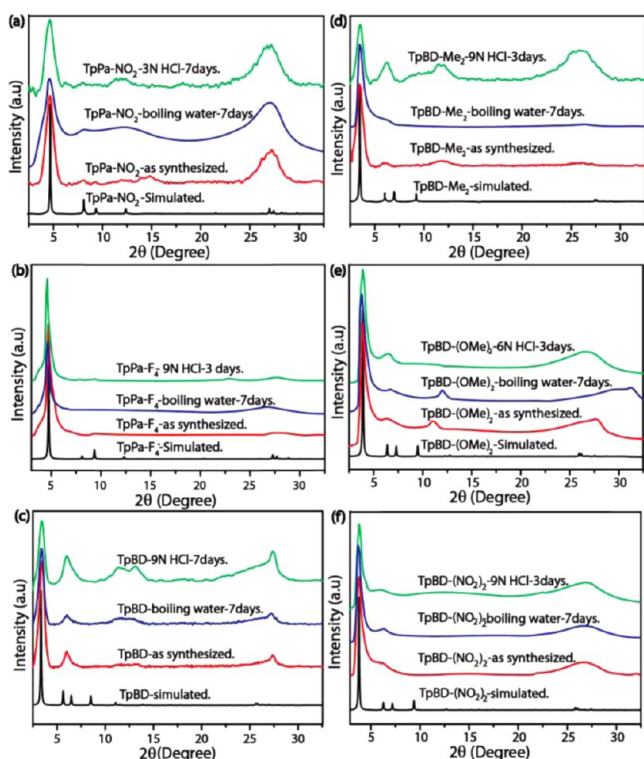 (a)
TpPa-NO₂-3N HCl-7days.
TpPa-NO₂-boiling water-7days
TpPa-NO₂-as synthesized.
TpPa-NO₂-Simulated.
Intensity (a.u)
5 10 15 20 25 30
2θ (Degree)
(b)
TpPa-F₄-9N HCl-3 days.
TpPa-F₄-boiling water-7days.
TpPa-F₄-as synthesized.
TpPa-F₄-Simulated.
Intensity (a.u)
5 10 15 20 25 30
2θ (Degree)
(c)
TpBD-9N HCl-7days.
TpBD-boiling water-7days.
TpBD-as synthesized.
TpBD-simulated.
Intensity (a.u)
5 10 15 20 25 30
2θ(Degree)
(d)
TpBD-Me₂-9N HCl-3days.
TpBD-Me₂-boiling water-7days.
TpBD-Me₂-as synthesized.
TpBD-Me₂-simulated.
Intensity (a.u)
5 10 15 20 25 30
2θ (Degree)
(e)
TpBD-(OMe)₂-6N HCl-3days.
TpBD-(OMe)₂-boiling water-7days.
TpBD-(OMe)₂-as synthesized.
TpBD-(OMe)₂-Simulated.
Intensity (a.u)
5 10 15 20 25 30
2θ (Degree)
(f)
TpBD-(NO₂)₂-9N HCl-3days.
TpBD-(NO₂)₂boiling water-7days.
TpBD-(NO₂)₂-as synthesized.
TpBD-(NO₂)₂-simulated.
Intensity (a.u)
5 10 15 20 25 30
2θ (Degree)